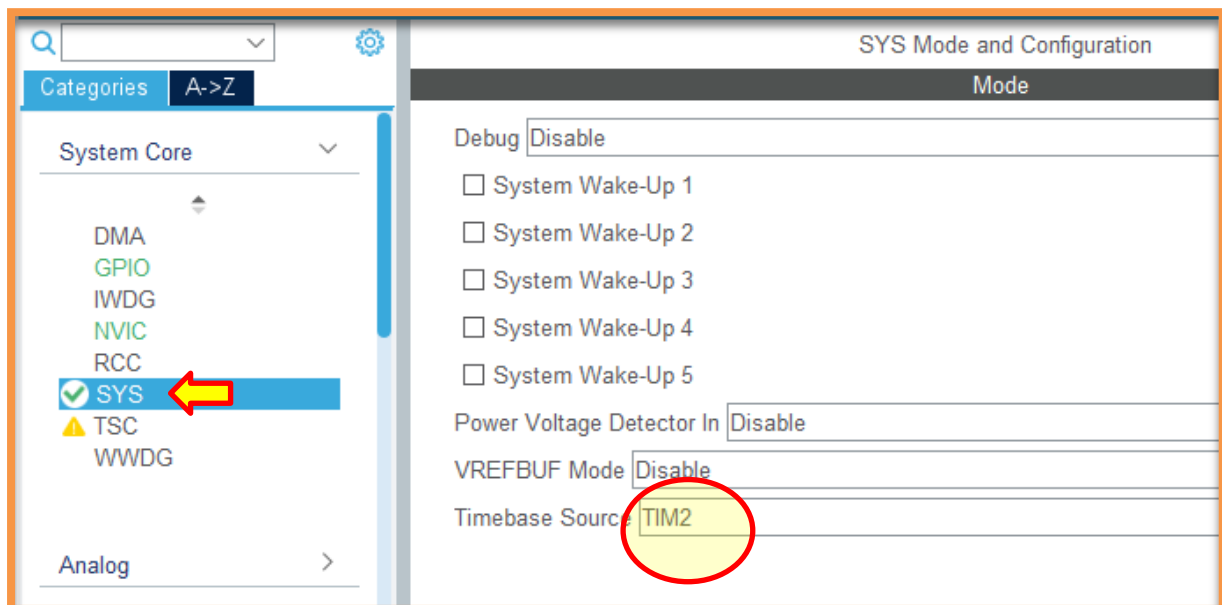 SYS Mode and Configuration
Categories A->Z
Mode
System Core
DMA
GPIO
IWDG
NVIC
RCC
SYS
TSC
WWDG
Analog
Debug Disable
System Wake-Up 1
System Wake-Up 2
System Wake-Up 3
System Wake-Up 4
System Wake-Up 5
Power Voltage Detector In Disable
VREFBUF Mode Disable
Timebase Source TIM2